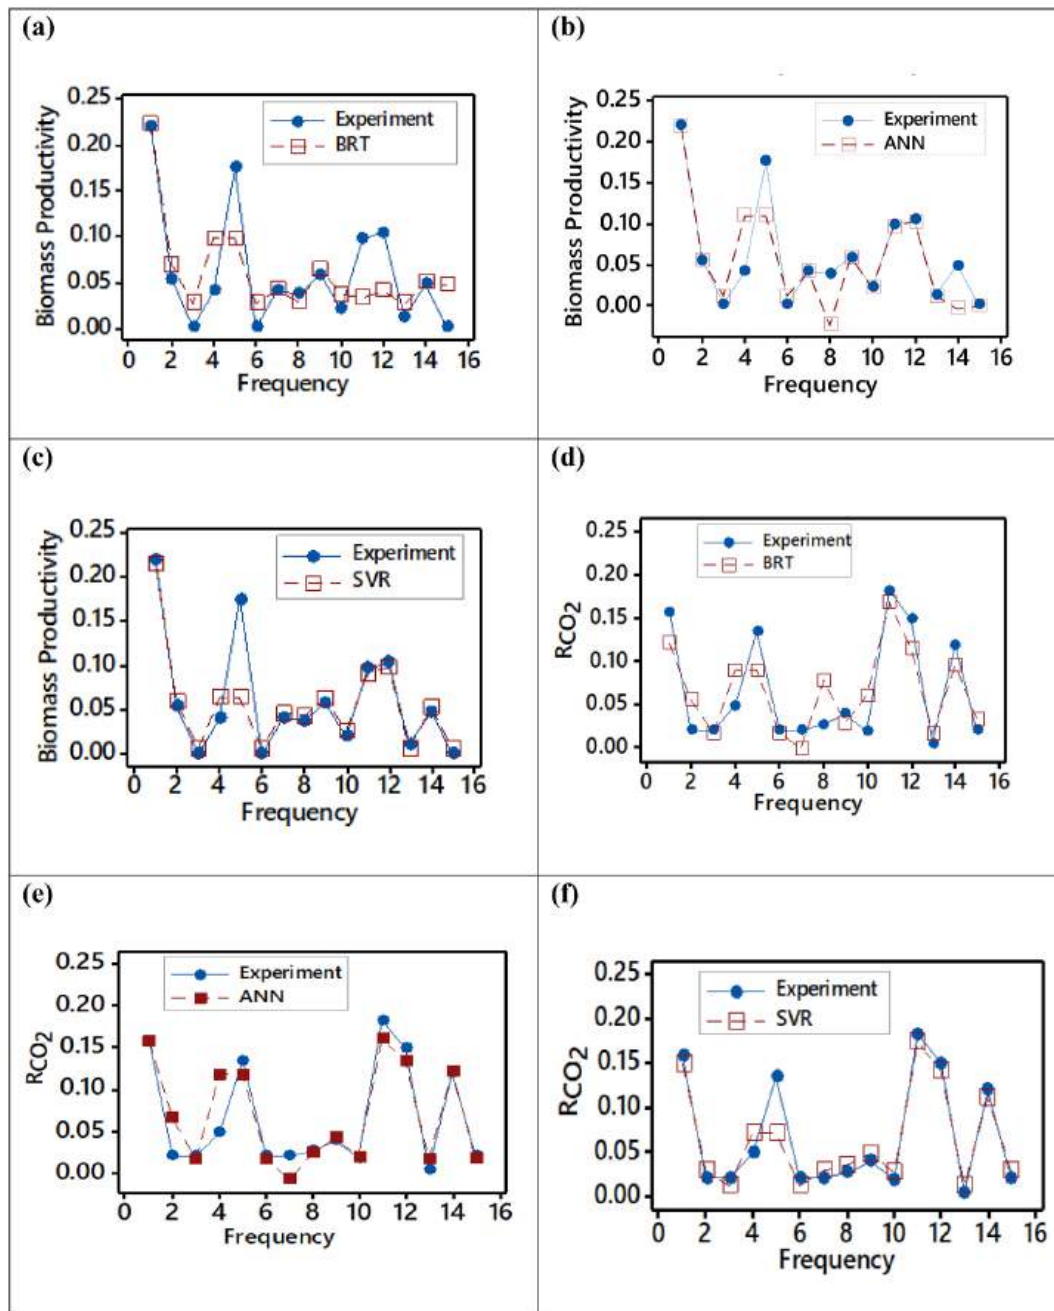 (a)
Biomass Productivity
0.25
0.20
0.15
0.10
0.05
0.00
Experiment
BRT
0 2 4 6 8 10 12 14 16
Frequency
(b)
Biomass Productivity
0.25
0.20
0.15
0.10
0.05
0.00
Experiment
ANN
0 2 4 6 8 10 12 14 16
Frequency
(c)
Biomass Productivity
0.25
0.20
0.15
0.10
0.05
0.00
Experiment
SVR
0 2 4 6 8 10 12 14 16
Frequency
(d)
RCO2
0.25
0.20
0.15
0.10
0.05
0.00
Experiment
BRT
0 2 4 6 8 10 12 14 16
Frequency
(e)
RCO2
0.25
0.20
0.15
0.10
0.05
0.00
Experiment
ANN
0 2 4 6 8 10 12 14 16
Frequency
(f)
RCO2
0.25
0.20
0.15
0.10
0.05
0.00
Experiment
SVR
0 2 4 6 8 10 12 14 16
Frequency